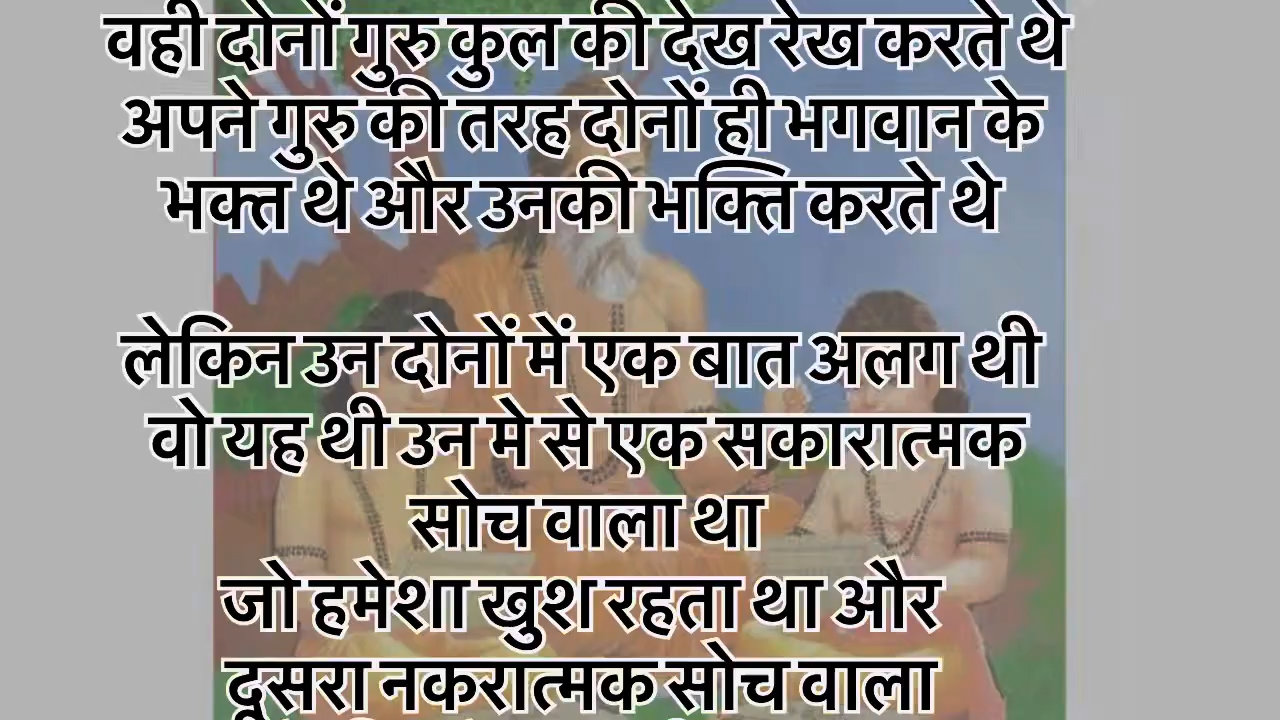 वही दोनों गुरु कुल की देख रेख करते थे
अपने गुरु की तरह दोनों ही भगवान के
भक्त थे और उनकी भक्ति करते थे
लेकिन उन दोनों में एक बात अलग थी
वो यह थी उन मे से एक सकारात्मक
सोच वाला था
जो हमेशा खुश रहता था और
दूसरा नकरात्मक सोच वाला